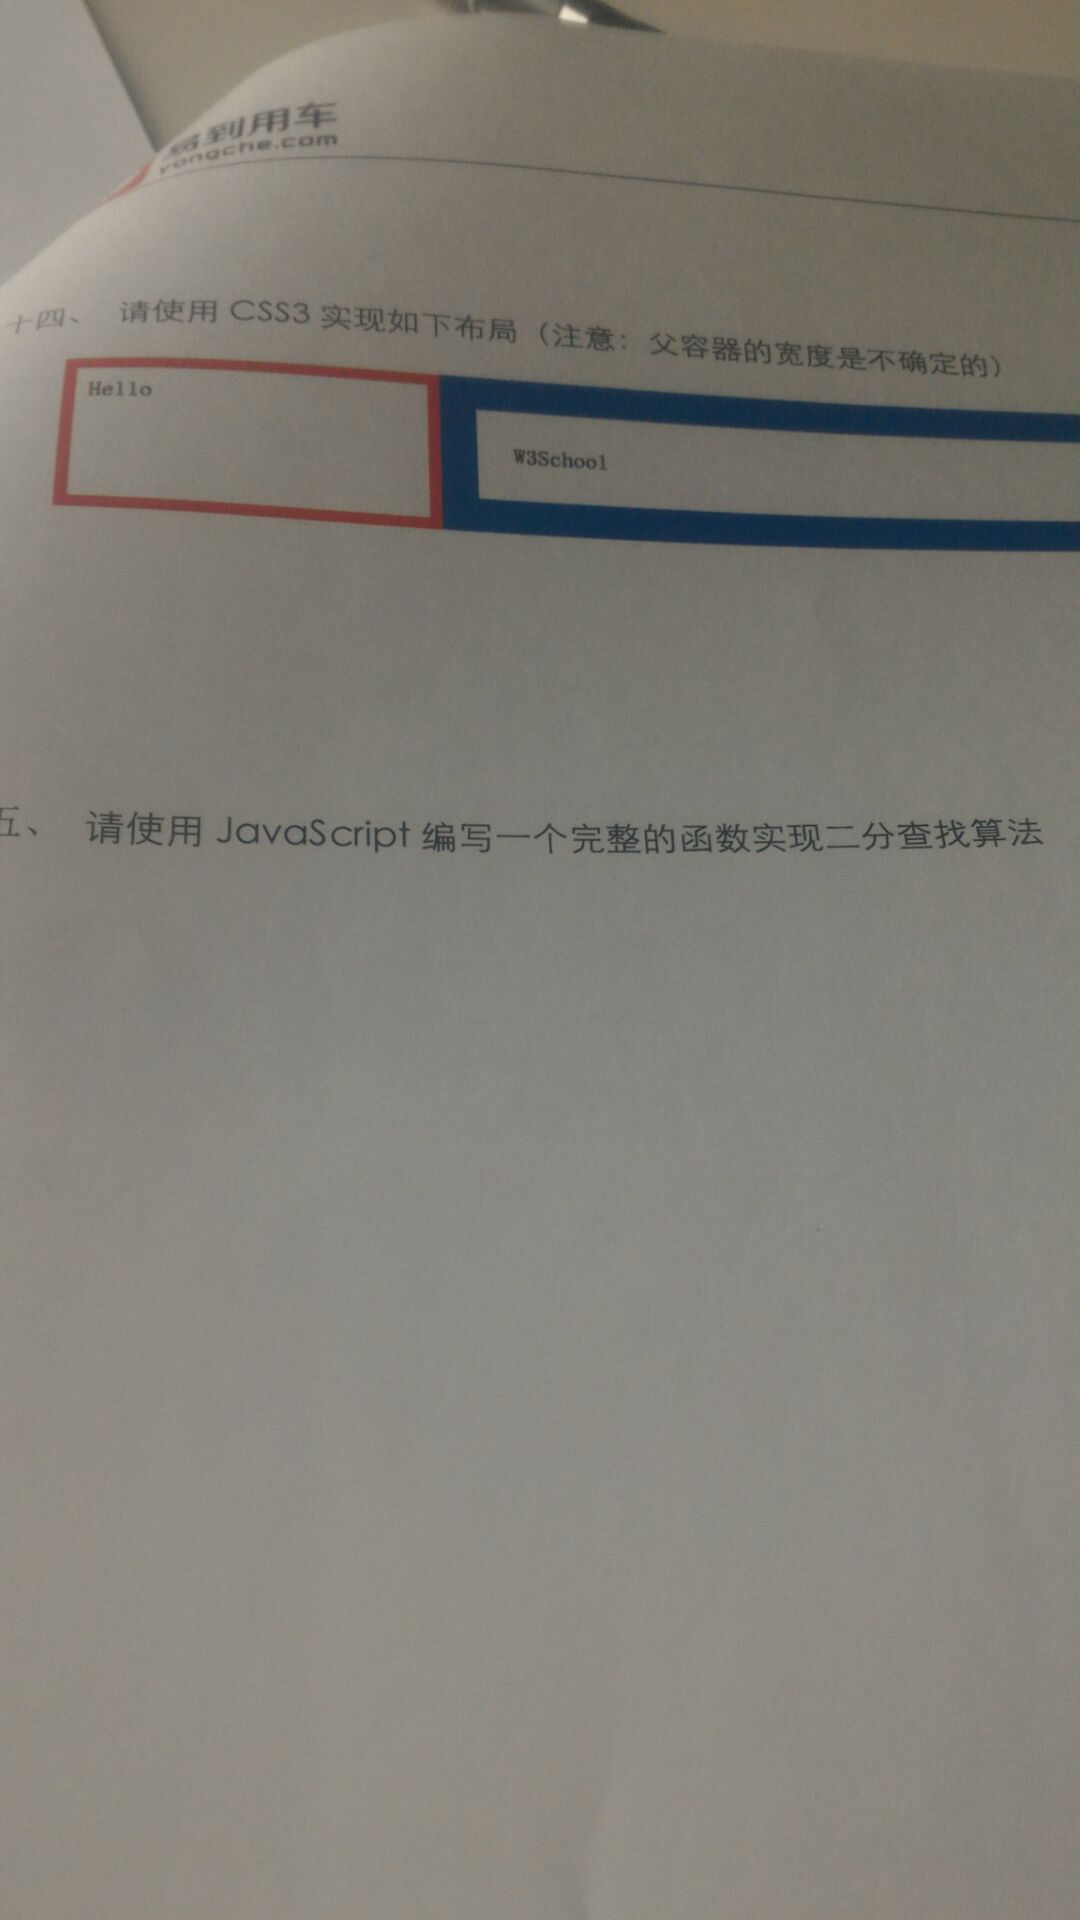 易到用车
yongche.com
十四、 请使用 CSS3 实现如下布局（注意：父容器的宽度是不确定的）
Hello
W3School
五、 请使用 JavaScript 编写一个完整的函数实现二分查找算法